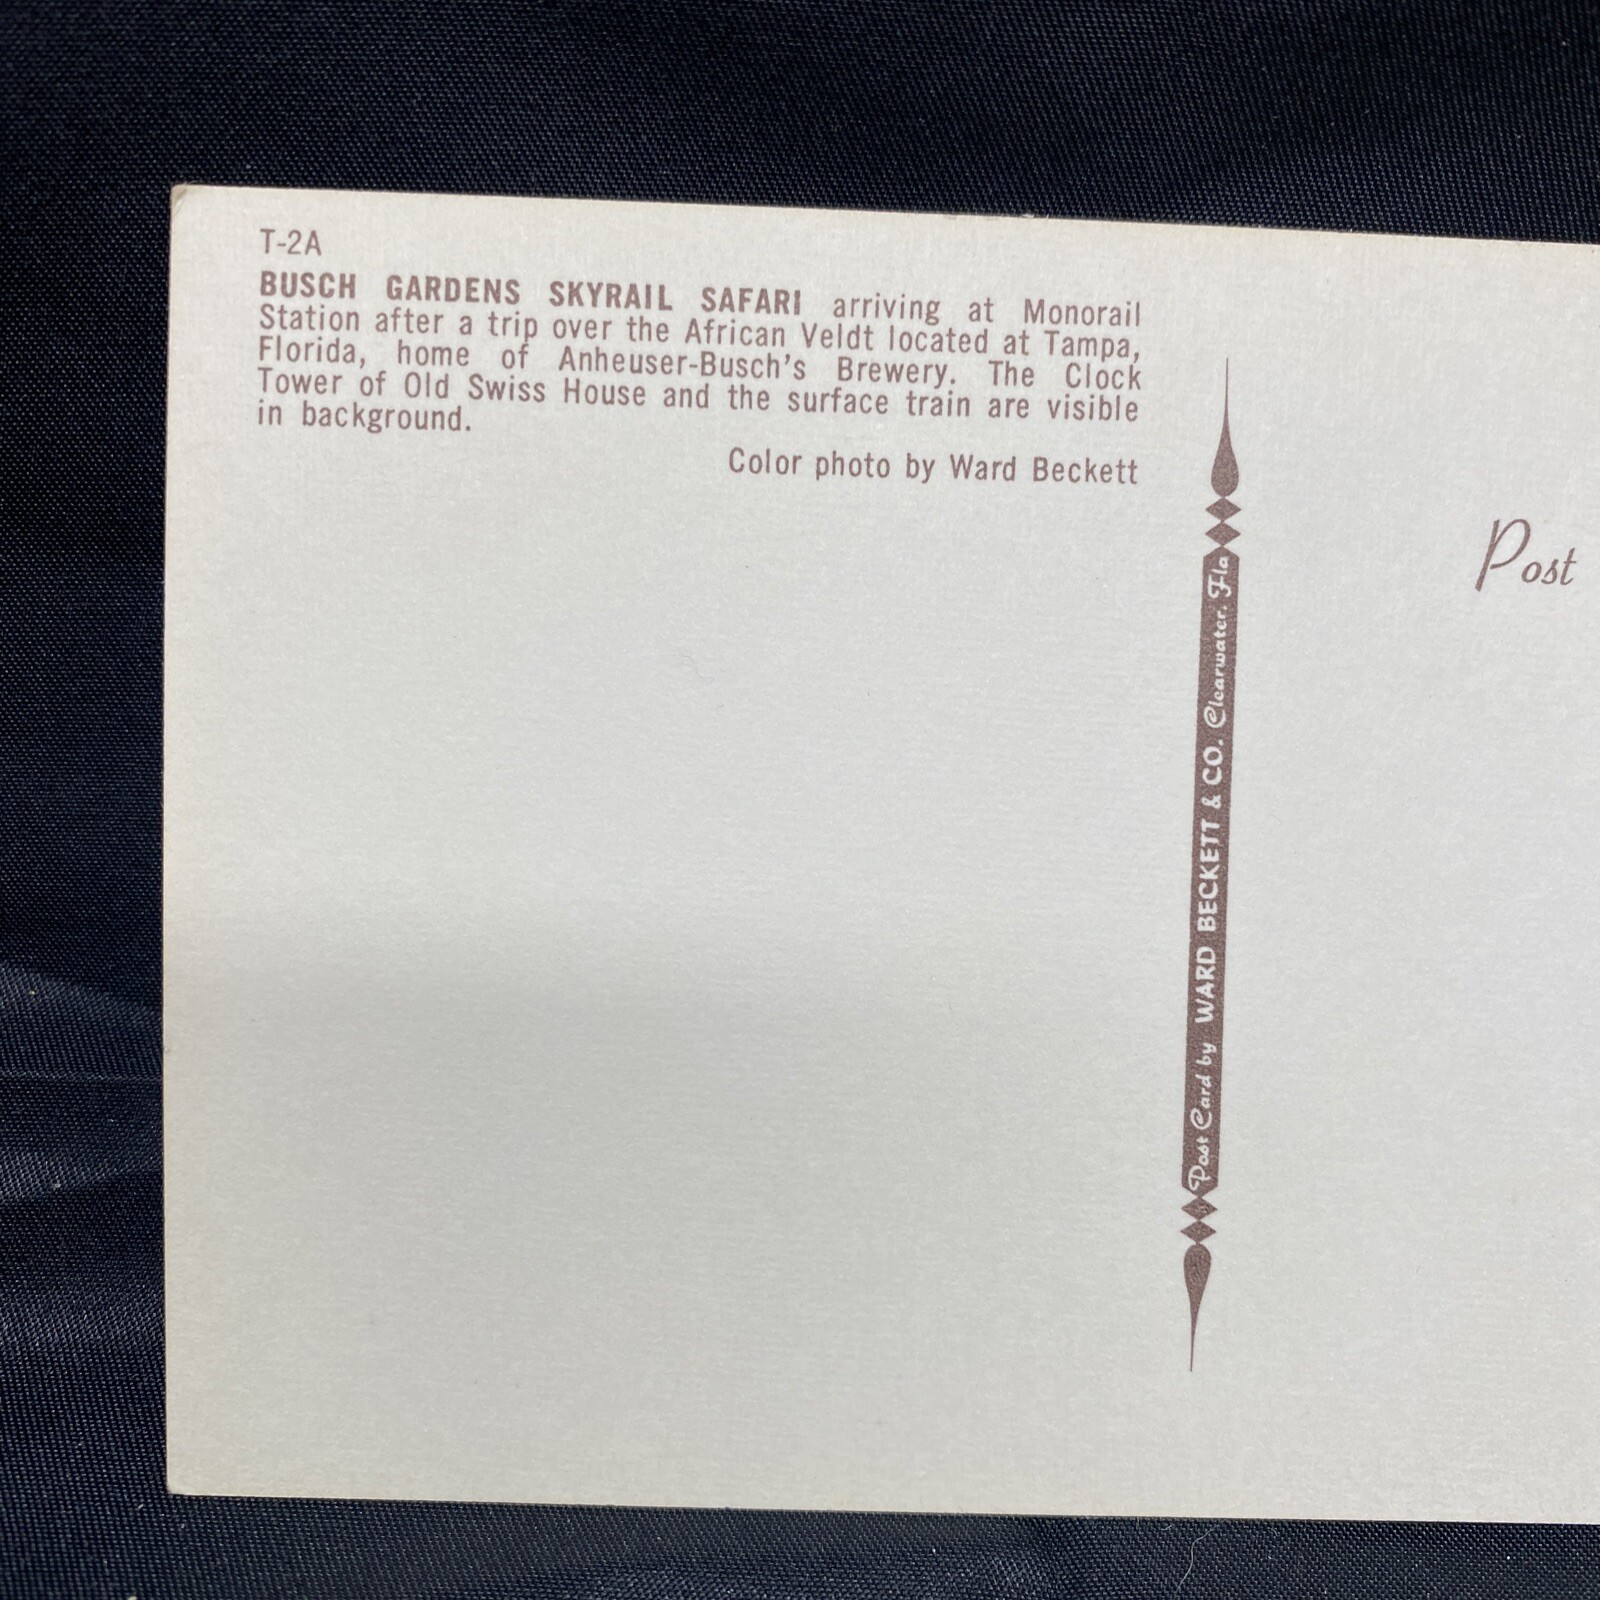 T-2A
BUSCH GARDENS SKYRAIL SAFARI arriving at Monorail
Station after a trip over the African Veldt located at Tampa,
Florida, home of Anheuser-Busch's Brewery. The Clock
Tower of Old Swiss House and the surface train are visible
in background.
Color photo by Ward Beckett
Post Card by WARD BECKETT & CO. Clearwater, Fla
Post